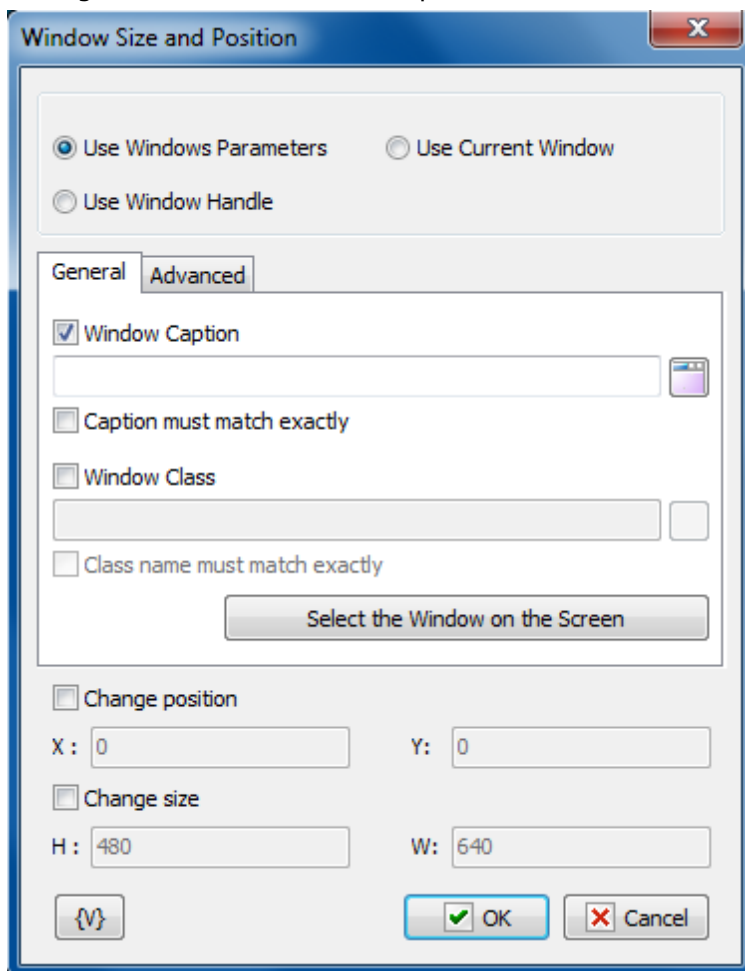 Window Size and Position
Use Windows Parameters
Use Current Window
Use Window Handle
General
Advanced
Window Caption
Caption must match exactly
Window Class
Class name must match exactly
Select the Window on the Screen
Change position
X : 0
Y: 0
Change size
H : 480
W: 640
{V}
OK
Cancel